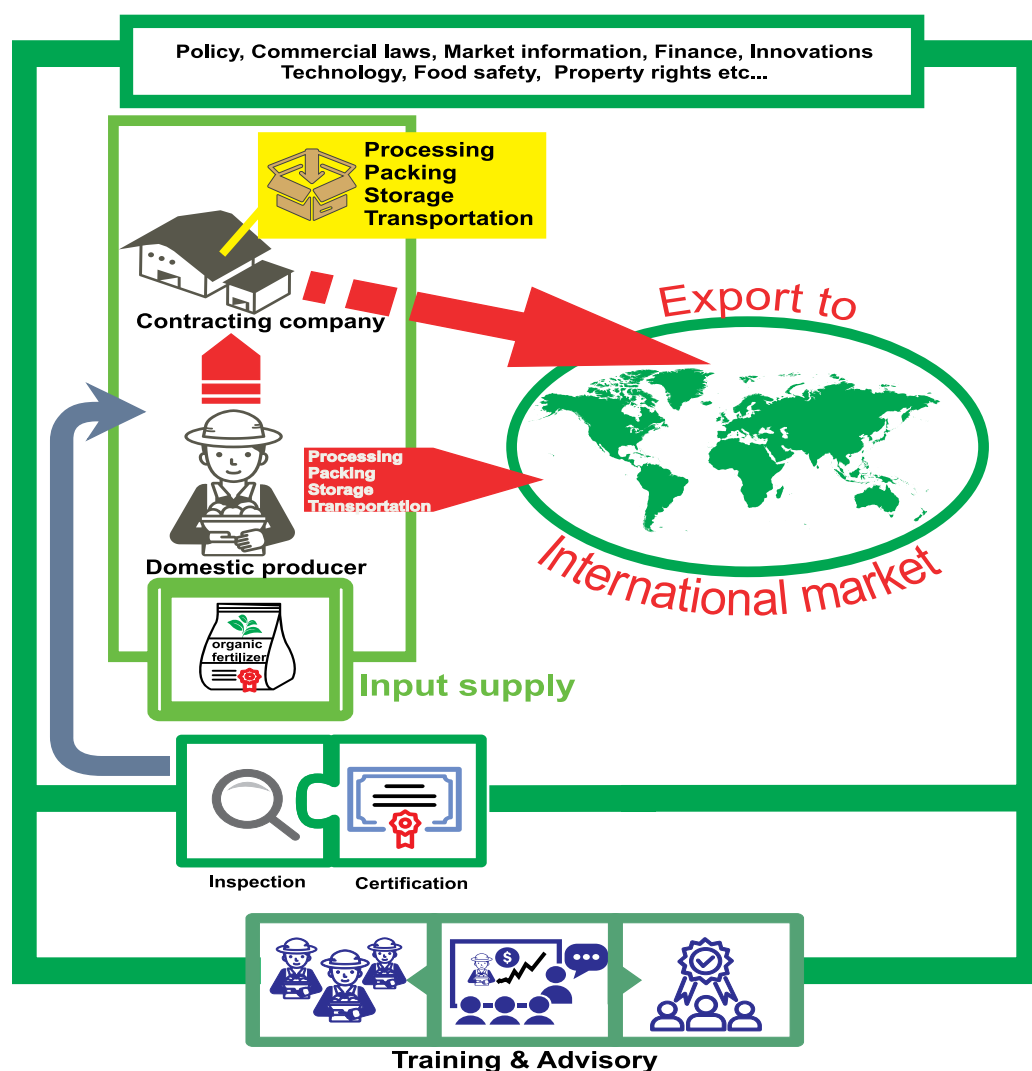 Policy, Commercial laws, Market information, Finance, Innovations
Technology, Food safety, Property rights etc...
Processing
Packing
Storage
Transportation
Contracting company
Export to
Processing
Packing
Storage
Transportation
Domestic producer
International market
organic
fertilizer
Input supply
Inspection
Certification
$
Training & Advisory